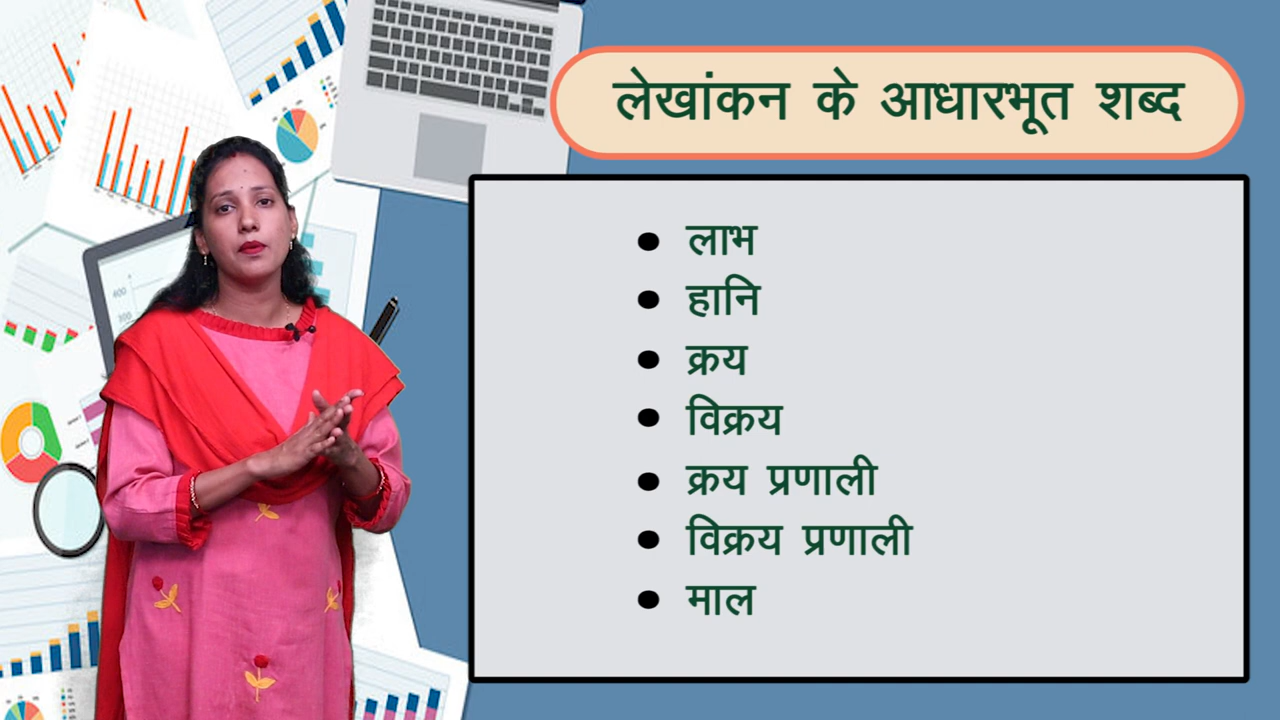 लेखांकन के आधारभूत शब्द
• लाभ
• हानि
• क्रय
• विक्रय
• क्रय प्रणाली
• विक्रय प्रणाली
• माल